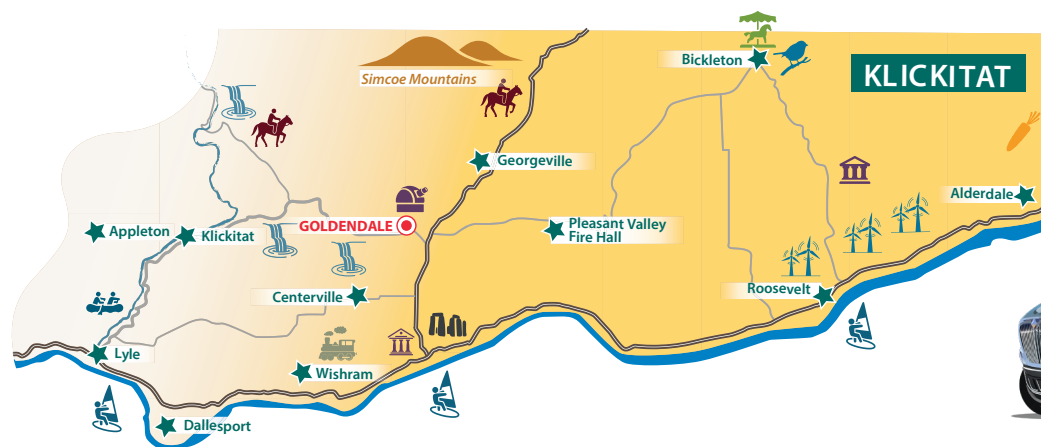 Bickleton
KLICKITAT
Simcoe Mountains
Georgeville
Alderdale
Appleton
Klickitat
GOLDENDALE
Pleasant Valley
Fire Hall
Centerville
Roosevelt
Lyle
Wishram
Dallesport